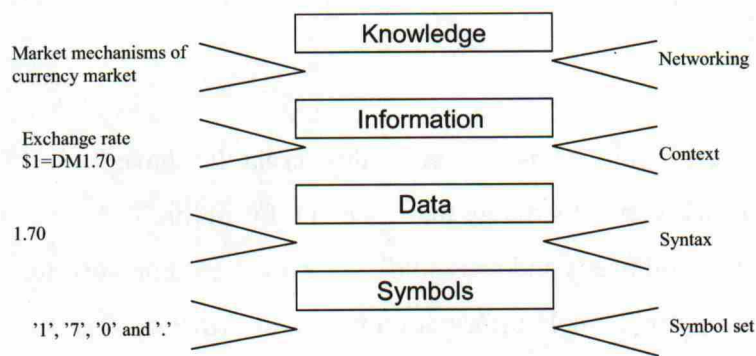 Knowledge
Market mechanisms of
currency market
Networking
Information
Exchange rate
$1=DM1.70
Context
Data
1.70
Syntax
Symbols
’1’, ’7’, ’0’ and ’.’
Symbol set